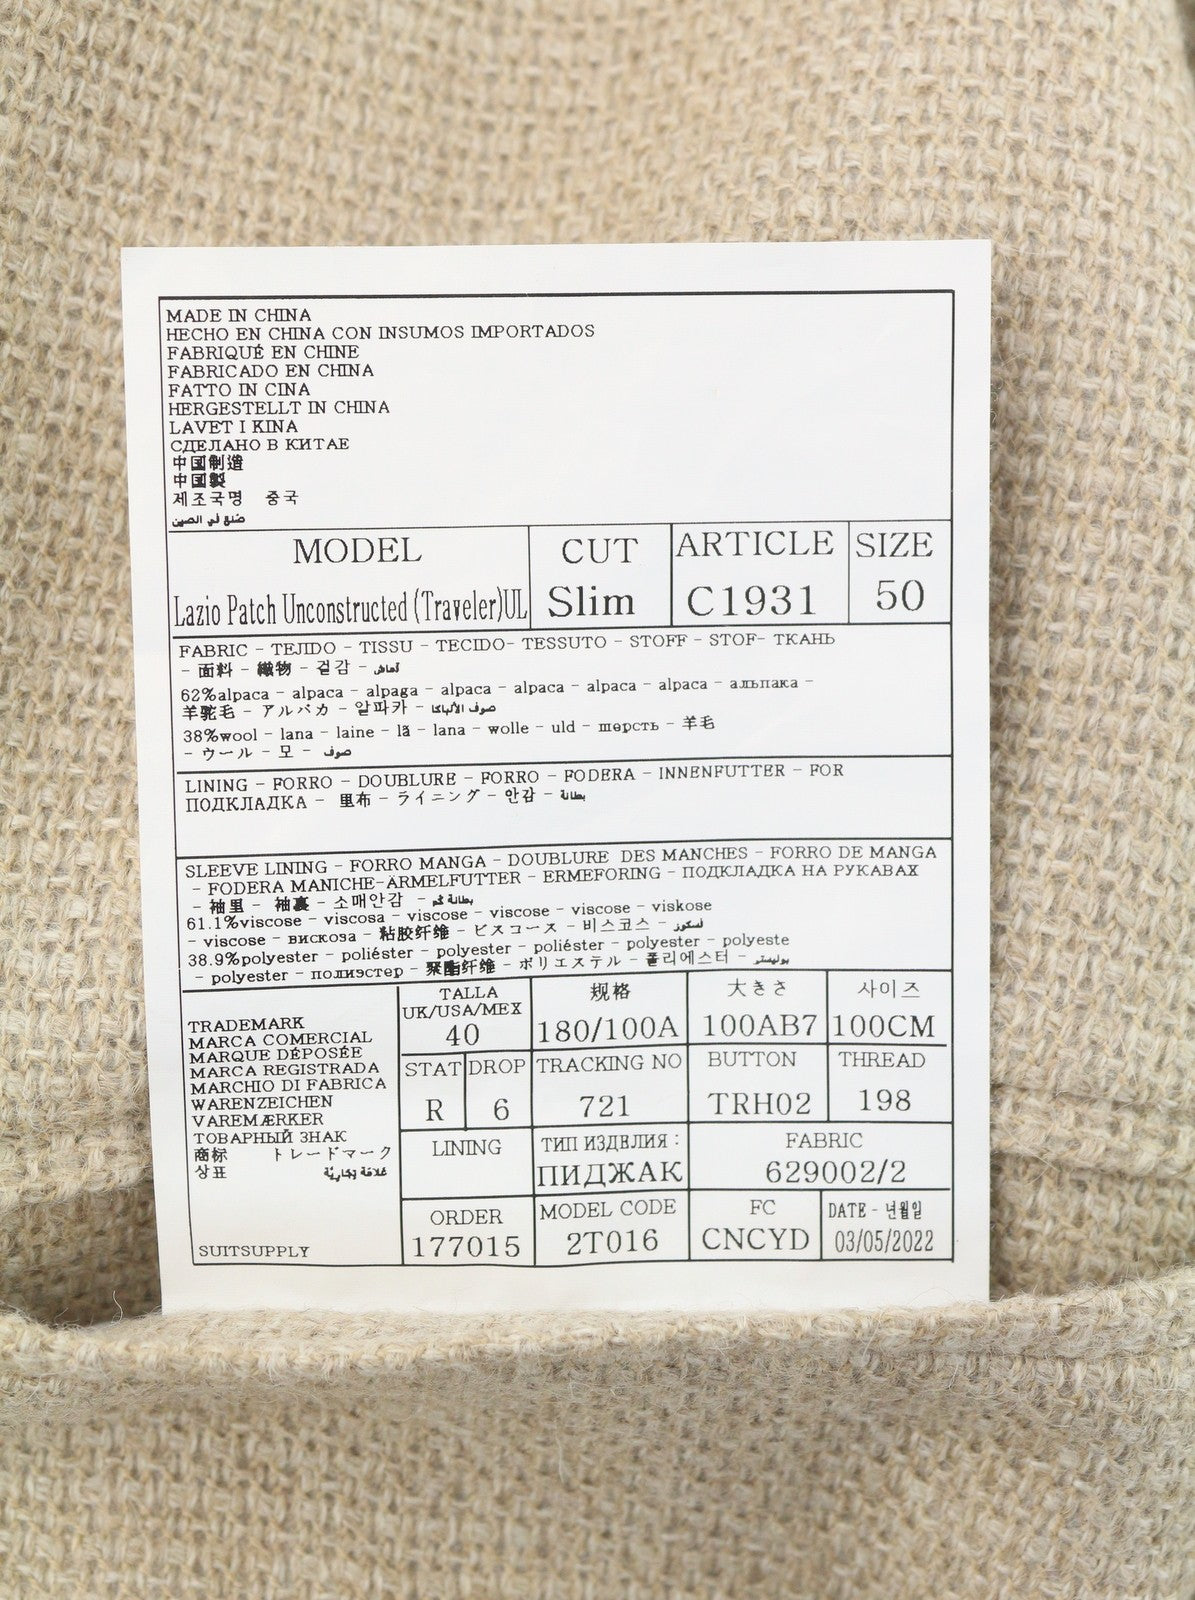 MADE IN CHINA
HECHO EN CHINA CON INSUMOS IMPORTADOS
FABRIQUÉ EN CHINE
FABRICADO EN CHINA
FATTO IN CINA
HERGESTELLT IN CHINA
LAVET I KINA
СДЕЛАНО В КИТАЕ
中国制造
中国製
제조국명 중국
صنع في الصين
MODEL CUT ARTICLE SIZE
Lazio Patch Unconstructed (Traveler)UL Slim C1931 50
FABRIC - TEJIDO - TISSU - TECIDO- TESSUTO - STOFF - STOF- ТКАНЬ
- 面料 - 織物 - 겉감 - قماش
62%alpaca - alpaca - alpaga - alpaca - alpaca - alpaca - alpaca - альпака -
羊驼毛 - アルパカ - 알파카 - صوف الألباكا
38%wool - lana - laine - lã - lana - wolle - uld - шерсть - 羊毛
- ウール - 모 - صوف
LINING - FORRO - DOUBLURE - FORRO - FODERA - INNENFUTTER - FOR
ПОДКЛАДКА - 里布 - ライニング - 안감 - بطانة
SLEEVE LINING - FORRO MANGA - DOUBLURE DES MANCHES - FORRO DE MANGA
- FODERA MANICHE-ÄRMELFUTTER - ERMEFORING - ПОДКЛАДКА НА РУКАВАХ
- 袖里 - 袖裏 - 소매안감 - بطانة كم
61.1%viscose - viscosa - viscose - viscose - viscose - viskose
- viscose - вискоза - 粘胶纤维 - ビスコース - 비스코스 -
38.9%polyester - poliéster - polyester - poliéster - polyester - polyeste
- polyester - полиэстер - 聚酯纤维 - ポリエステル - 폴리에스터 - بوليستر
TALLA
UK/USA/MEX 规格 大きさ 사이즈
40 180/100A 100AB7 100CM
STAT DROP TRACKING NO BUTTON THREAD
R 6 721 TRH02 198
LINING ТИП ИЗДЕЛИЯ : FABRIC
ПИДЖАК 629002/2
ORDER MODEL CODE FC DATE - 년월일
177015 2T016 CNCYD 03/05/2022
TRADEMARK
MARCA COMERCIAL
MARQUE DÉPOSÉE
MARCA REGISTRADA
MARCHIO DI FABRICA
WARENZEICHEN
VAREMÆRKER
ТОВАРНЫЙ ЗНАК
商标 トレードマーク
상표 علامة تجارية
SUITSUPPLY